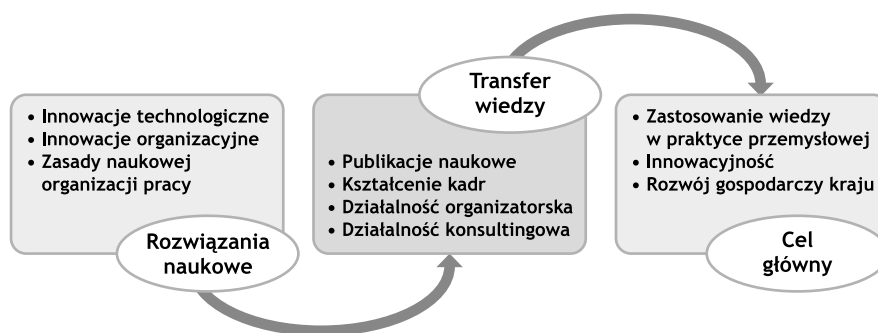 • Innowacje technologiczne
• Innowacje organizacyjne
• Zasady naukowej
organizacji pracy
Rozwiązania
naukowe
Transfer
wiedzy
• Publikacje naukowe
• Kształcenie kadr
• Działalność organizatorska
• Działalność konsultingowa
• Zastosowanie wiedzy
w praktyce przemysłowej
• Innowacyjność
• Rozwój gospodarczy kraju
Cel
główny